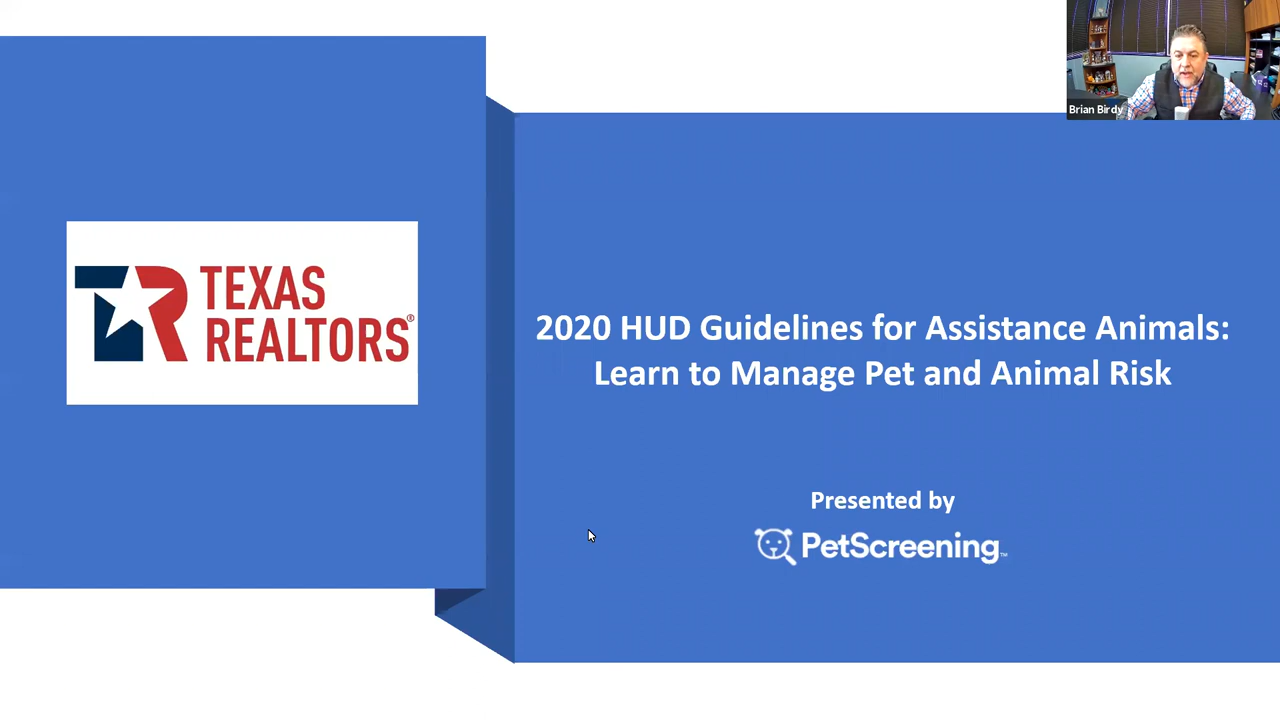 Brian Birdy
TEXAS
REALTORS®
2020 HUD Guidelines for Assistance Animals:
Learn to Manage Pet and Animal Risk
Presented by
PetScreening™